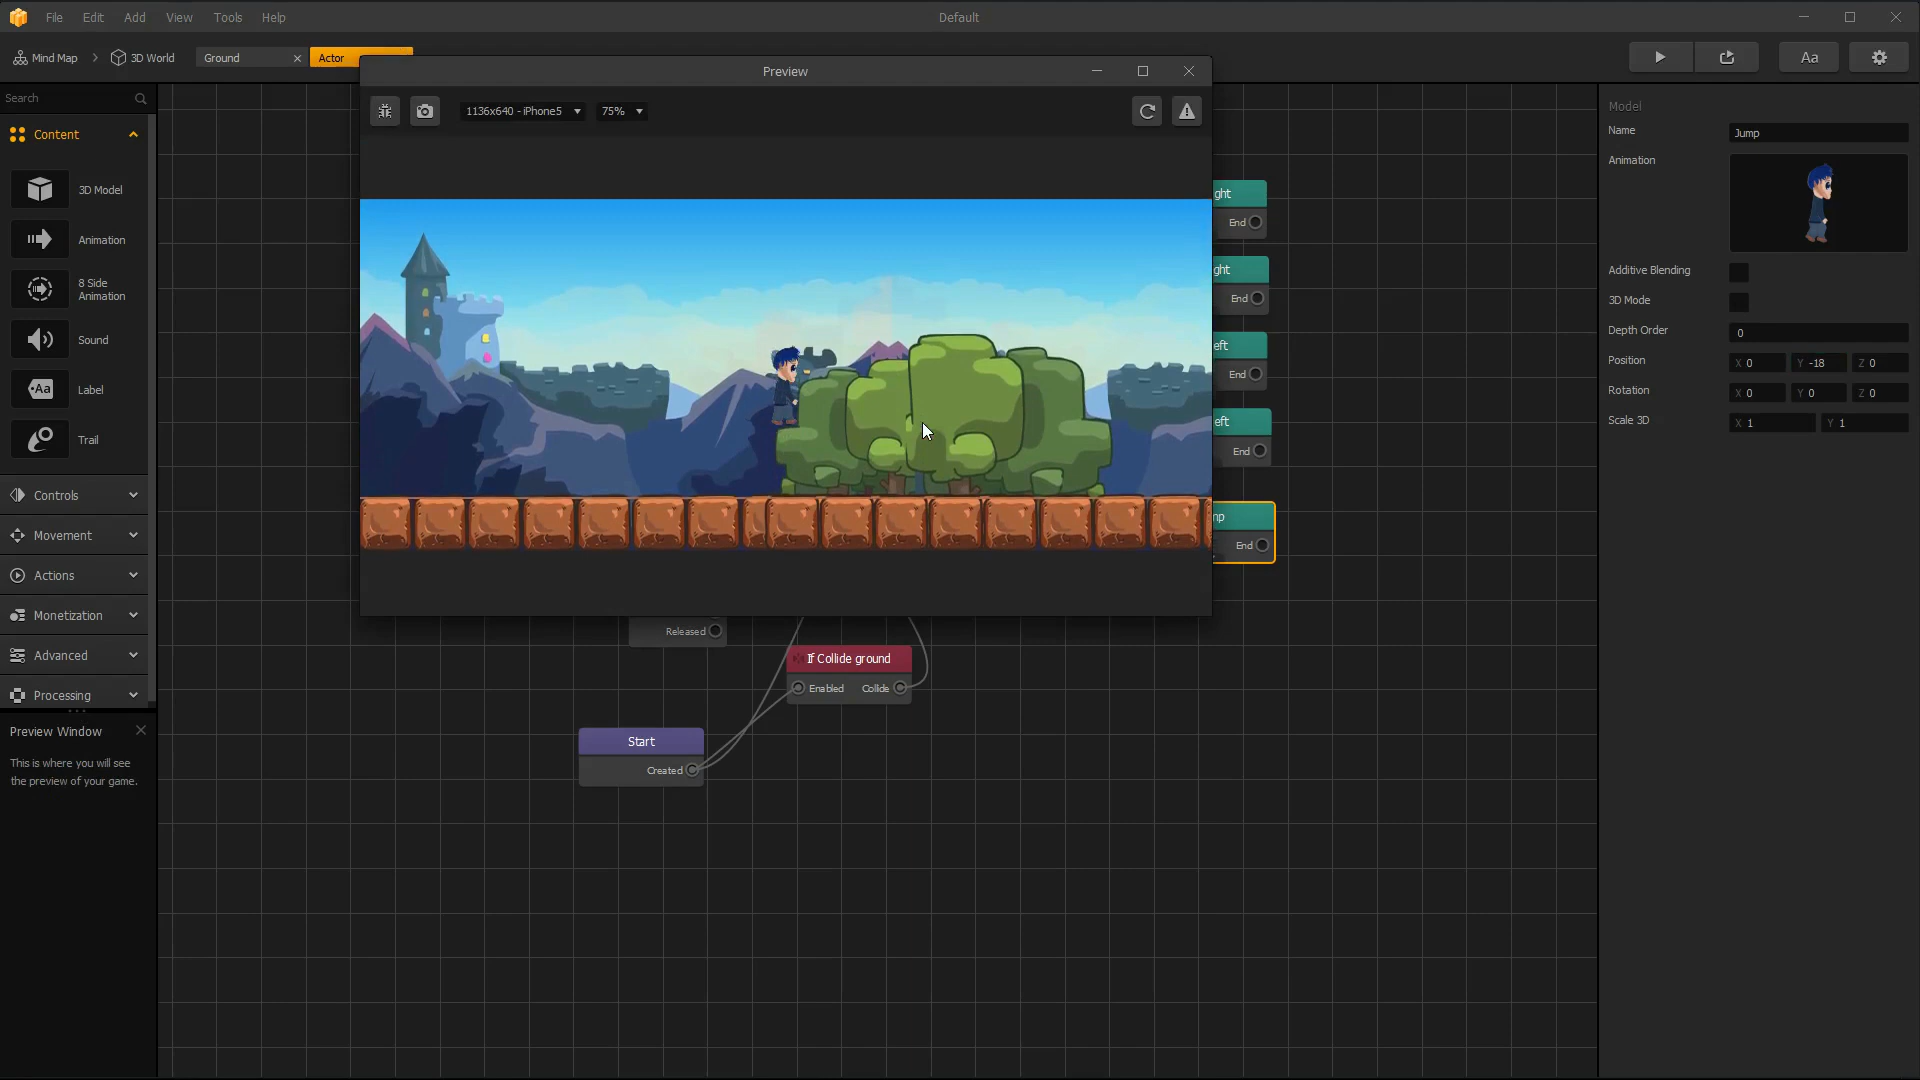 File Edit Add View Tools Help
Default
Mind Map
3D World
Ground
Actor
Aa
Preview
1136x640 - iPhone5
75%
Search
Content
3D Model
Animation
8 Side
Animation
Sound
Aa
Label
Trail
Controls
Movement
Actions
Monetization
Advanced
Processing
Preview Window
This is where you will see
the preview of your game.
ght
End
ght
End
eft
End
eft
End
mp
End
Released
If Collide ground
Enabled Collide
Start
Created
Model
Name Jump
Animation
Additive Blending
3D Mode
Depth Order 0
Position X 0 Y -18 Z 0
Rotation X 0 Y 0 Z 0
Scale 3D X 1 Y 1